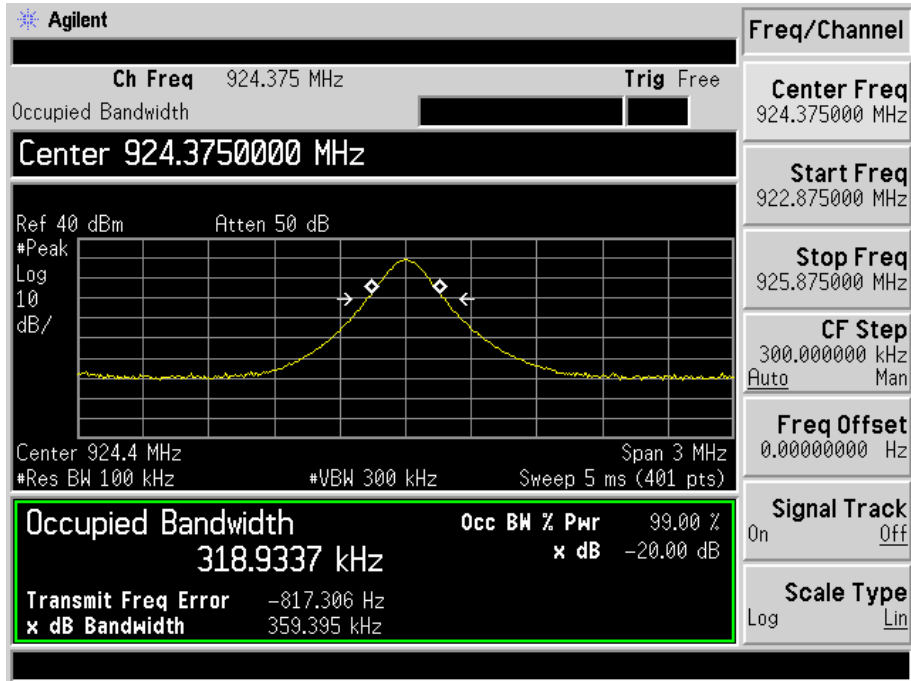 Agilent
Freq/Channel
Ch Freq 924.375 MHz Trig Free
Occupied Bandwidth
Center 924.3750000 MHz
Ref 40 dBm Atten 50 dB
#Peak
Log
10
dB/
Center 924.4 MHz Span 3 MHz
#Res BW 100 kHz #VBW 300 kHz Sweep 5 ms (401 pts)
Occupied Bandwidth
318.9337 kHz
Occ BW % Pwr 99.00 %
x dB -20.00 dB
Transmit Freq Error -817.306 Hz
x dB Bandwidth 359.395 kHz
Center Freq
924.375000 MHz
Start Freq
922.875000 MHz
Stop Freq
925.875000 MHz
CF Step
300.000000 kHz
Auto Man
Freq Offset
0.00000000 Hz
Signal Track
On Off
Scale Type
Log Lin